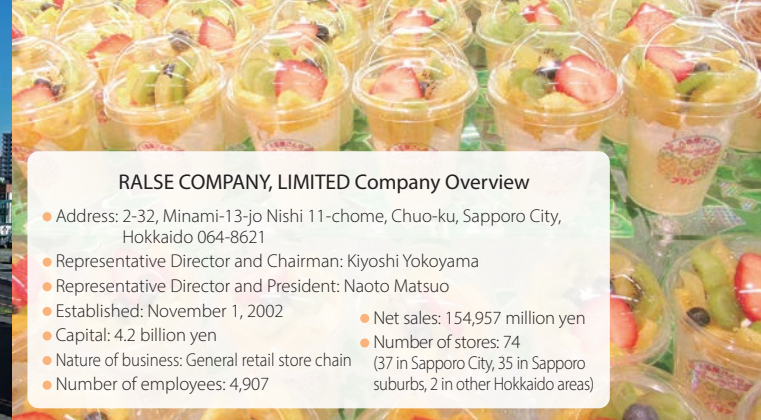 RALSE COMPANY, LIMITED Company Overview
● Address: 2-32, Minami-13-jo Nishi 11-chome, Chuo-ku, Sapporo City,
Hokkaido 064-8621
● Representative Director and Chairman: Kiyoshi Yokoyama
● Representative Director and President: Naoto Matsuo
● Established: November 1, 2002
● Capital: 4.2 billion yen
● Nature of business: General retail store chain
● Number of employees: 4,907
● Net sales: 154,957 million yen
● Number of stores: 74
(37 in Sapporo City, 35 in Sapporo
suburbs, 2 in other Hokkaido areas)